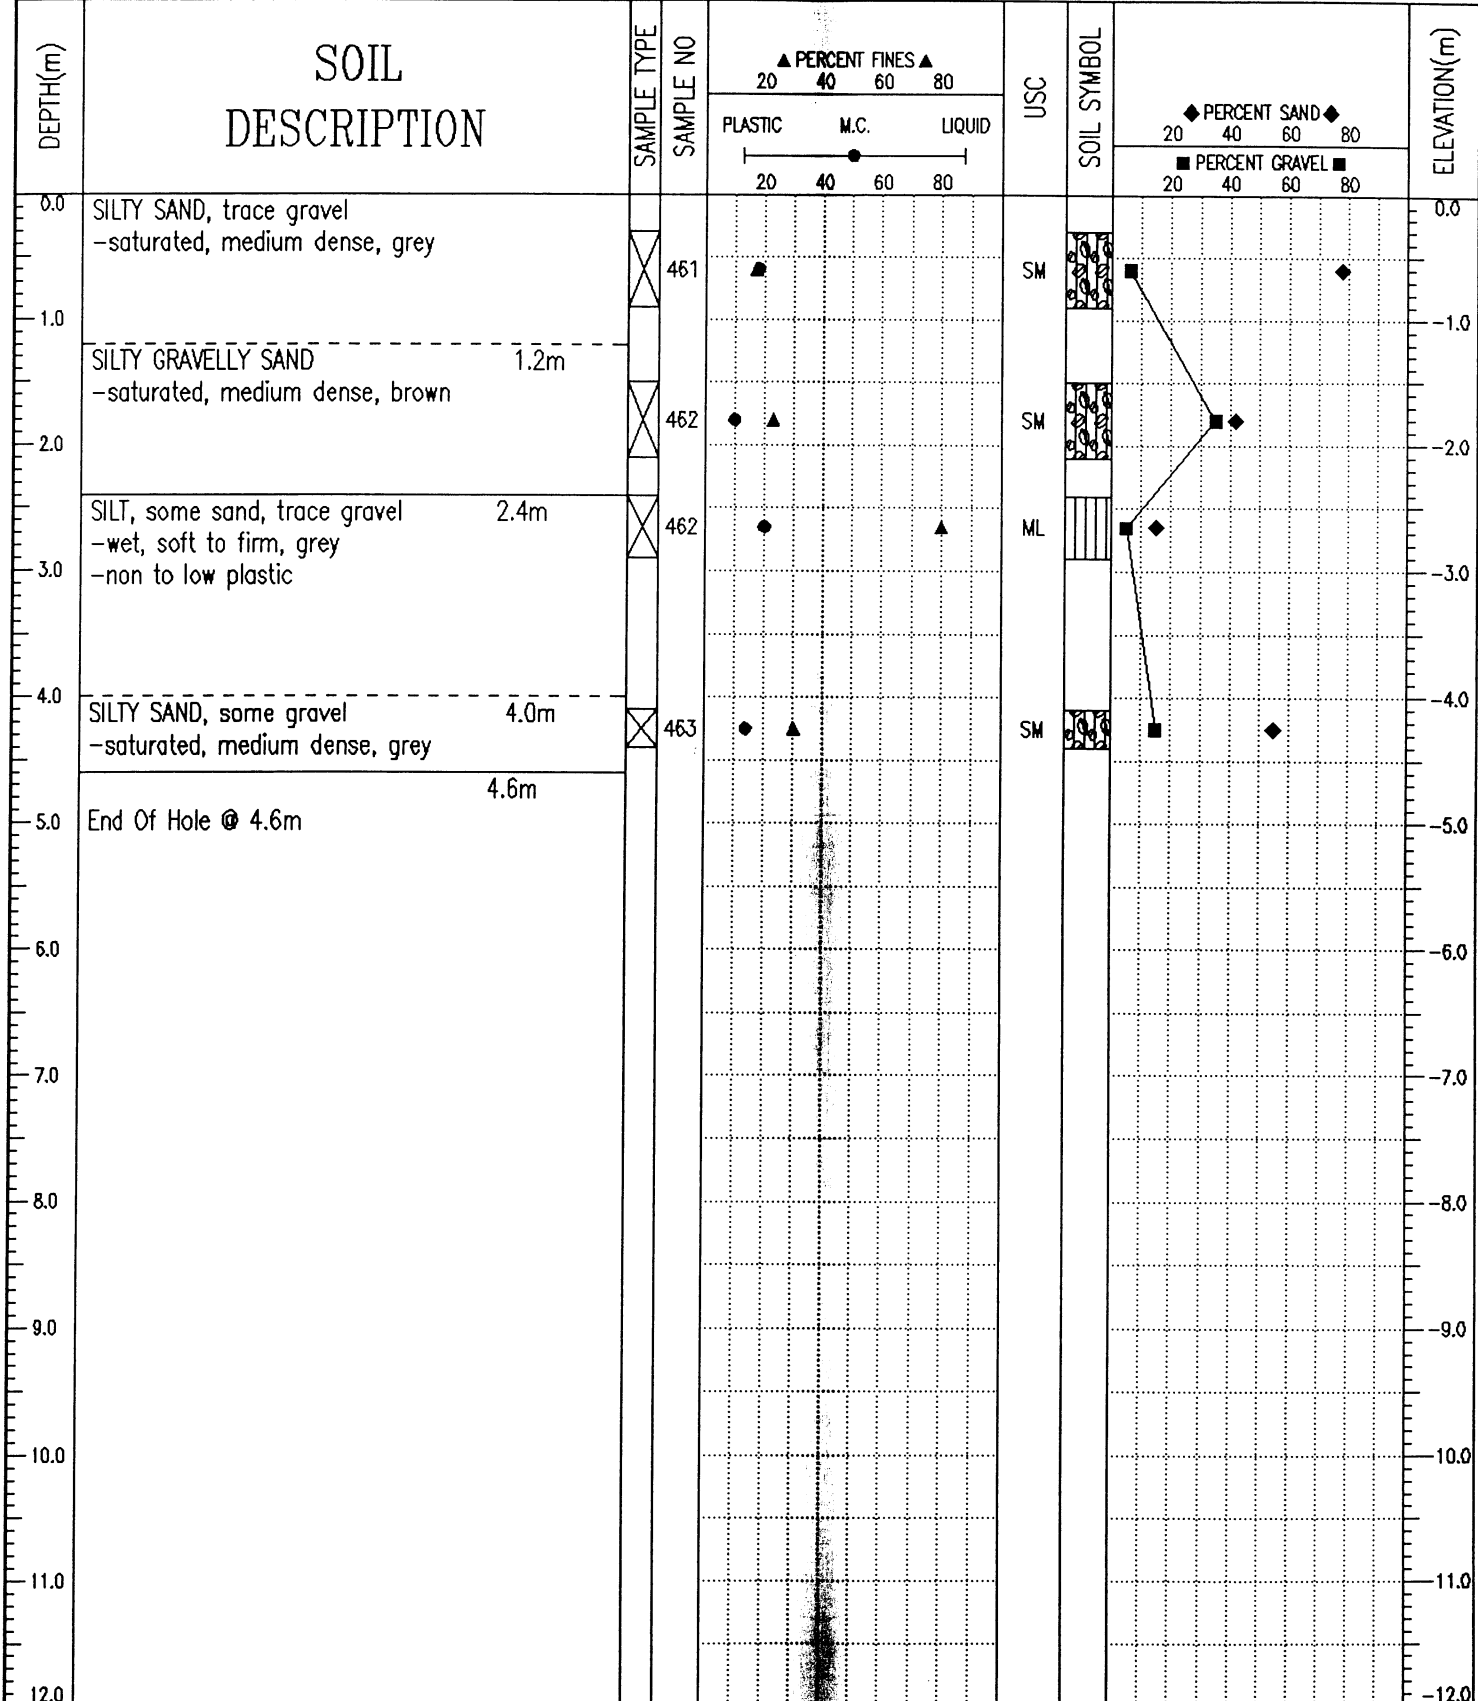 DEPTH(m)
SOIL
DESCRIPTION
SAMPLE TYPE
SAMPLE NO
▲ PERCENT FINES ▲
20 40 60 80
PLASTIC M.C. LIQUID
20 40 60 80
USC
SOIL SYMBOL
◆ PERCENT SAND ◆
20 40 60 80
■ PERCENT GRAVEL ■
20 40 60 80
ELEVATION(m)
0.0
SILTY SAND, trace gravel
0.0
-saturated, medium dense, grey
461
SM
1.0
-1.0
SILTY GRAVELLY SAND 1.2m
-saturated, medium dense, brown
462
SM
2.0
-2.0
SILT, some sand, trace gravel 2.4m
462
ML
-wet, soft to firm, grey
-non to low plastic
3.0
-3.0
4.0
-4.0
SILTY SAND, some gravel 4.0m
463
SM
-saturated, medium dense, grey
4.6m
End Of Hole @ 4.6m
5.0
-5.0
6.0
-6.0
7.0
-7.0
8.0
-8.0
9.0
-9.0
10.0
-10.0
11.0
-11.0
12.0
-12.0